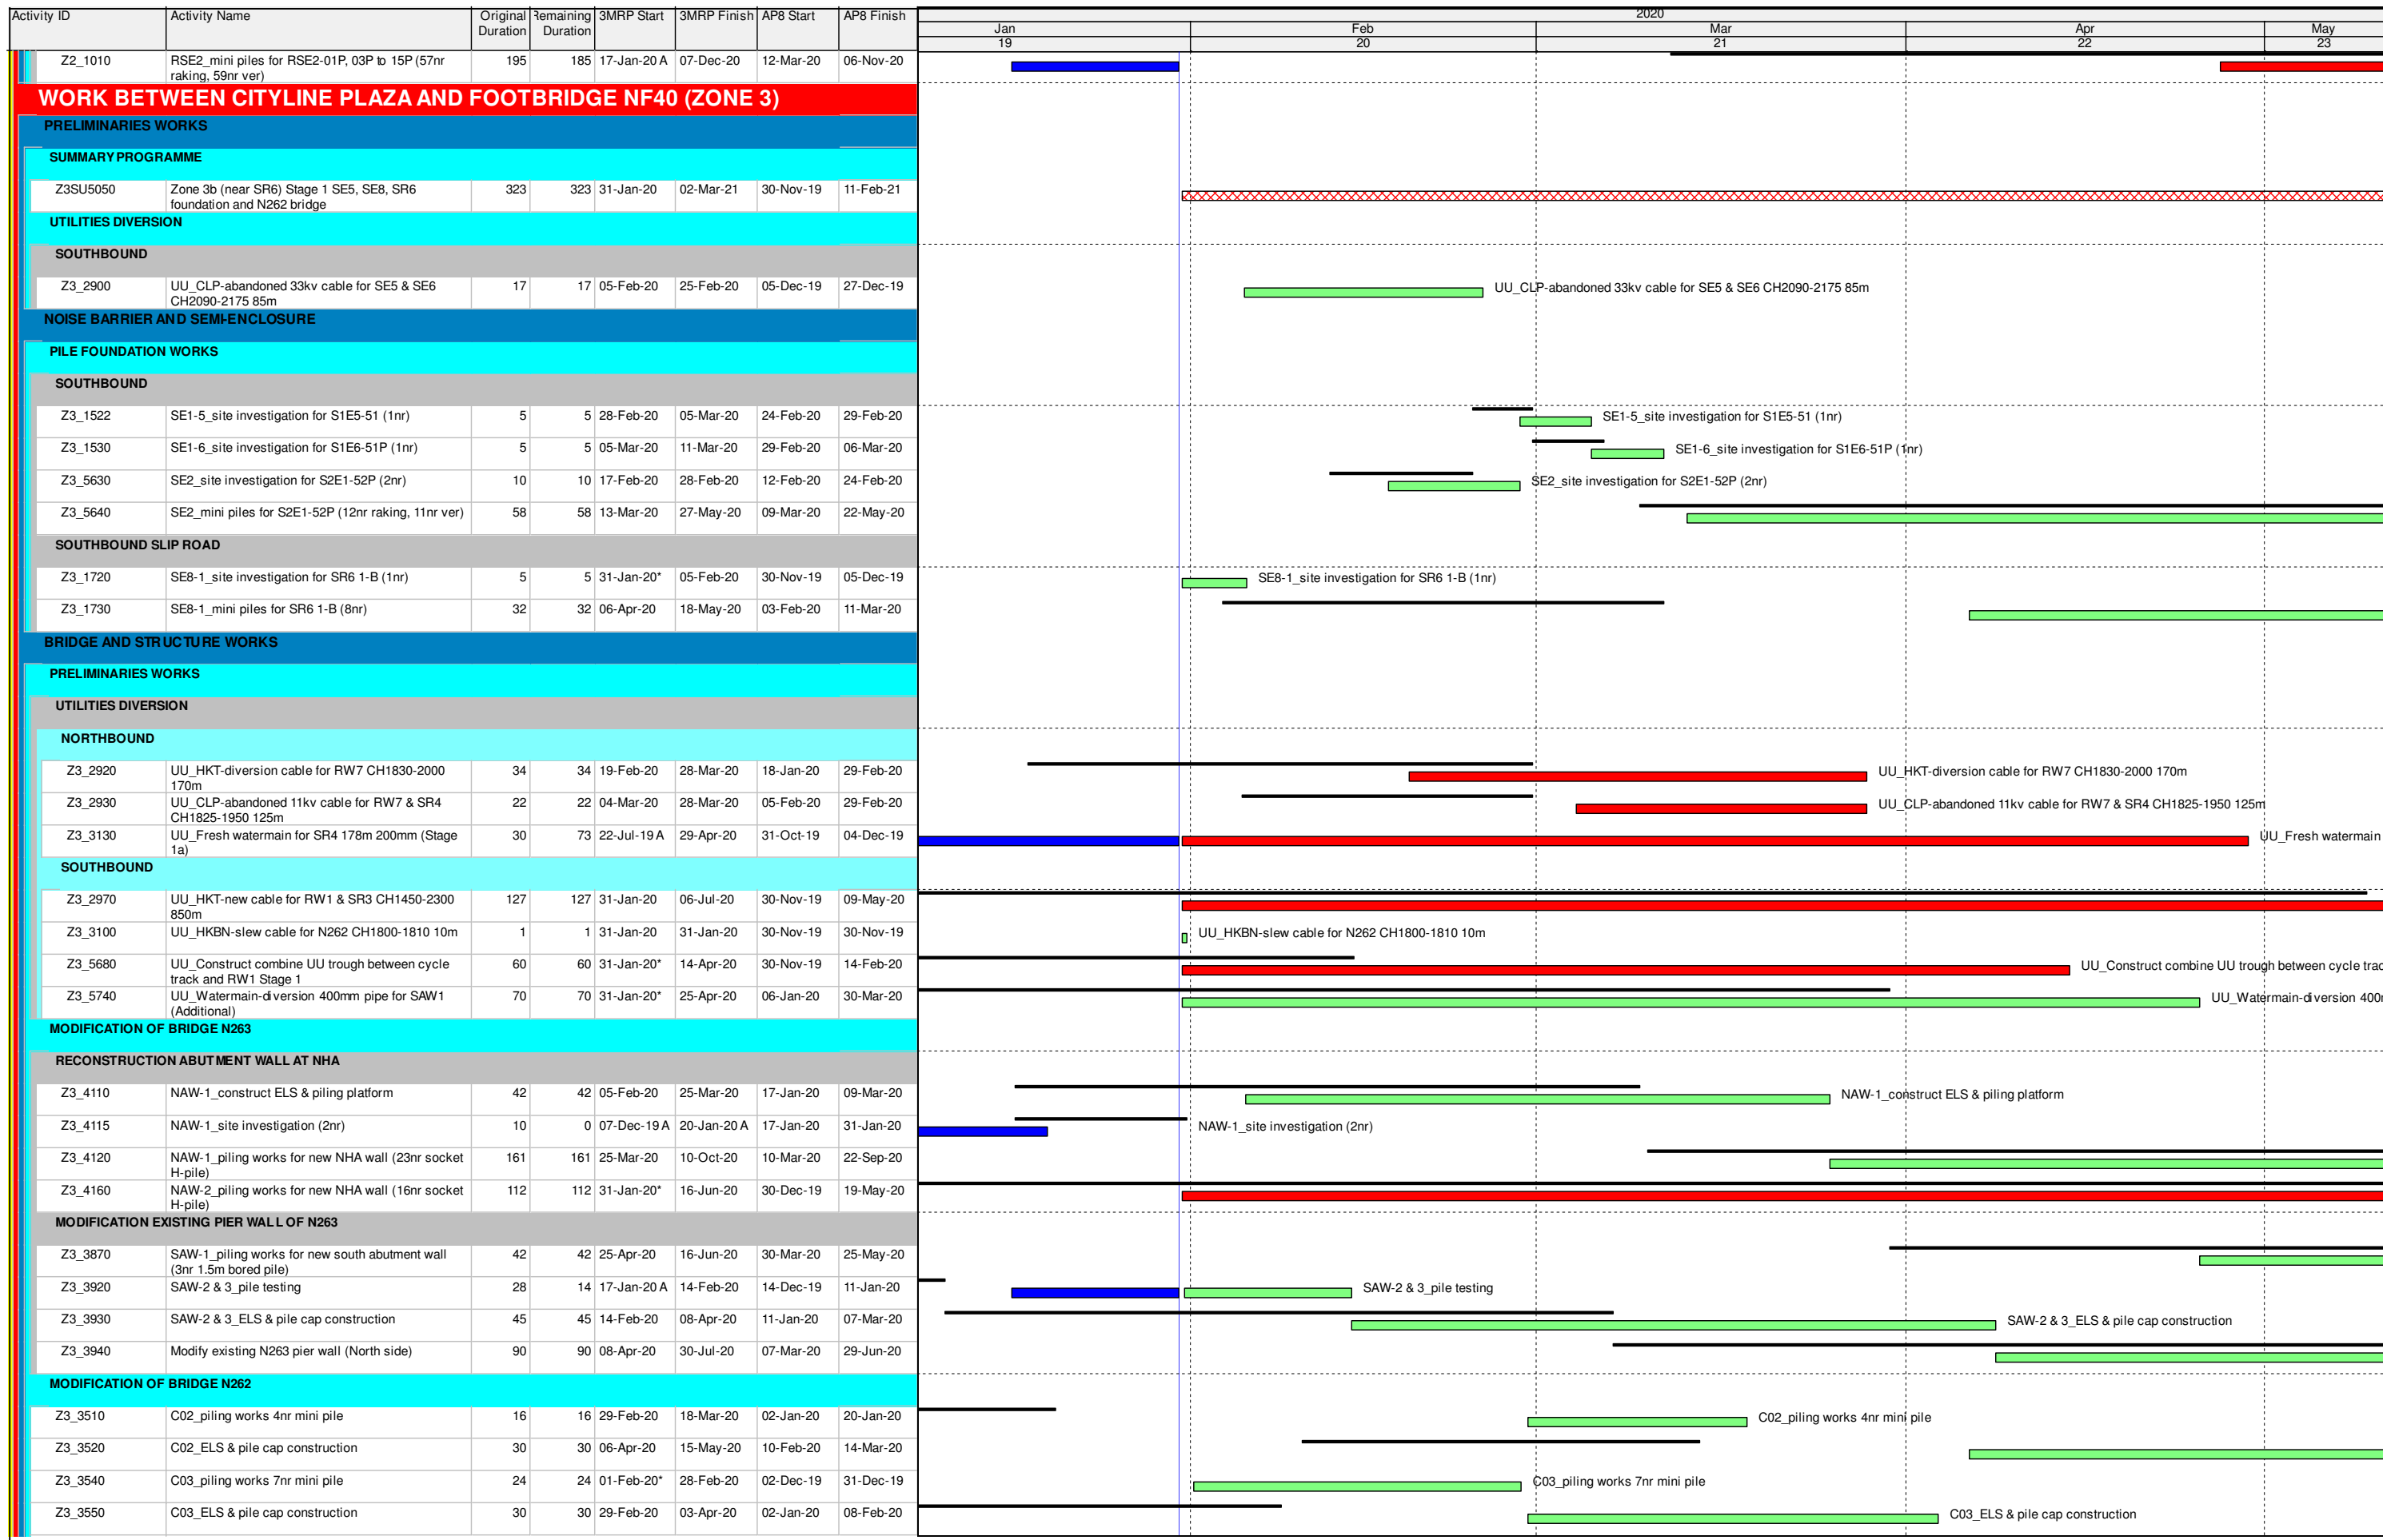 Activity ID Activity Name Original Remaining 3MRP Start 3MRP Finish AP8 Start AP8 Finish 2020
Duration Duration Jan Feb Mar Apr May
19 20 21 22 23
Z2_1010 RSE2_mini piles for RSE2-01P, 03P to 15P (57nr 195 185 17-Jan-20 A 07-Dec-20 12-Mar-20 06-Nov-20
raking, 59nr ver)
WORK BETWEEN CITYLINE PLAZA AND FOOTBRIDGE NF40 (ZONE 3)
PRELIMINARIES WORKS
SUMMARY PROGRAMME
Z3SU5050 Zone 3b (near SR6) Stage 1 SE5, SE8, SR6 323 323 31-Jan-20 02-Mar-21 30-Nov-19 11-Feb-21
foundation and N262 bridge
UTILITIES DIVERSION
SOUTHBOUND
Z3_2900 UU_CLP-abandoned 33kv cable for SE5 & SE6 17 17 05-Feb-20 25-Feb-20 05-Dec-19 27-Dec-19 UU_CLP-abandoned 33kv cable for SE5 & SE6 CH2090-2175 85m
CH2090-2175 85m
NOISE BARRIER AND SEMI-ENCLOSURE
PILE FOUNDATION WORKS
SOUTHBOUND
Z3_1522 SE1-5_site investigation for S1E5-51 (1nr) 5 5 28-Feb-20 05-Mar-20 24-Feb-20 29-Feb-20 SE1-5_site investigation for S1E5-51 (1nr)
Z3_1530 SE1-6_site investigation for S1E6-51P (1nr) 5 5 05-Mar-20 11-Mar-20 29-Feb-20 06-Mar-20 SE1-6_site investigation for S1E6-51P (1nr)
Z3_5630 SE2_site investigation for S2E1-52P (2nr) 10 10 17-Feb-20 28-Feb-20 12-Feb-20 24-Feb-20 SE2_site investigation for S2E1-52P (2nr)
Z3_5640 SE2_mini piles for S2E1-52P (12nr raking, 11nr ver) 58 58 13-Mar-20 27-May-20 09-Mar-20 22-May-20
SOUTHBOUND SLIP ROAD
Z3_1720 SE8-1_site investigation for SR6 1-B (1nr) 5 5 31-Jan-20* 05-Feb-20 30-Nov-19 05-Dec-19 SE8-1_site investigation for SR6 1-B (1nr)
Z3_1730 SE8-1_mini piles for SR6 1-B (8nr) 32 32 06-Apr-20 18-May-20 03-Feb-20 11-Mar-20
BRIDGE AND STRUCTURE WORKS
PRELIMINARIES WORKS
UTILITIES DIVERSION
NORTHBOUND
Z3_2920 UU_HKT-diversion cable for RW7 CH1830-2000 34 34 19-Feb-20 28-Mar-20 18-Jan-20 29-Feb-20 UU_HKT-diversion cable for RW7 CH1830-2000 170m
170m
Z3_2930 UU_CLP-abandoned 11kv cable for RW7 & SR4 22 22 04-Mar-20 28-Mar-20 05-Feb-20 29-Feb-20 UU_CLP-abandoned 11kv cable for RW7 & SR4 CH1825-1950 125m
CH1825-1950 125m
Z3_3130 UU_Fresh watermain for SR4 178m 200mm (Stage 30 73 22-Jul-19 A 29-Apr-20 31-Oct-19 04-Dec-19 UU_Fresh watermain
1a)
SOUTHBOUND
Z3_2970 UU_HKT-new cable for RW1 & SR3 CH1450-2300 127 127 31-Jan-20 06-Jul-20 30-Nov-19 09-May-20
850m
Z3_3100 UU_HKBN-slew cable for N262 CH1800-1810 10m 1 1 31-Jan-20 31-Jan-20 30-Nov-19 30-Nov-19 UU_HKBN-slew cable for N262 CH1800-1810 10m
Z3_5680 UU_Construct combine UU trough between cycle 60 60 31-Jan-20* 14-Apr-20 30-Nov-19 14-Feb-20 UU_Construct combine UU trough between cycle trac
track and RW1 Stage 1
Z3_5740 UU_Watermain-diversion 400mm pipe for SAW1 70 70 31-Jan-20* 25-Apr-20 06-Jan-20 30-Mar-20 UU_Watermain-diversion 400
(Additional)
MODIFICATION OF BRIDGE N263
RECONSTRUCTION ABUTMENT WALL AT NHA
Z3_4110 NAW-1_construct ELS & piling platform 42 42 05-Feb-20 25-Mar-20 17-Jan-20 09-Mar-20 NAW-1_construct ELS & piling platform
Z3_4115 NAW-1_site investigation (2nr) 10 0 07-Dec-19 A 20-Jan-20 A 17-Jan-20 31-Jan-20 NAW-1_site investigation (2nr)
Z3_4120 NAW-1_piling works for new NHA wall (23nr socket 161 161 25-Mar-20 10-Oct-20 10-Mar-20 22-Sep-20
H-pile)
Z3_4160 NAW-2_piling works for new NHA wall (16nr socket 112 112 31-Jan-20* 16-Jun-20 30-Dec-19 19-May-20
H-pile)
MODIFICATION EXISTING PIER WALL OF N263
Z3_3870 SAW-1_piling works for new south abutment wall 42 42 25-Apr-20 16-Jun-20 30-Mar-20 25-May-20
(3nr 1.5m bored pile)
Z3_3920 SAW-2 & 3_pile testing 28 14 17-Jan-20 A 14-Feb-20 14-Dec-19 11-Jan-20 SAW-2 & 3_pile testing
Z3_3930 SAW-2 & 3_ELS & pile cap construction 45 45 14-Feb-20 08-Apr-20 11-Jan-20 07-Mar-20 SAW-2 & 3_ELS & pile cap construction
Z3_3940 Modify existing N263 pier wall (North side) 90 90 08-Apr-20 30-Jul-20 07-Mar-20 29-Jun-20
MODIFICATION OF BRIDGE N262
Z3_3510 C02_piling works 4nr mini pile 16 16 29-Feb-20 18-Mar-20 02-Jan-20 20-Jan-20 C02_piling works 4nr mini pile
Z3_3520 C02_ELS & pile cap construction 30 30 06-Apr-20 15-May-20 10-Feb-20 14-Mar-20
Z3_3540 C03_piling works 7nr mini pile 24 24 01-Feb-20* 28-Feb-20 02-Dec-19 31-Dec-19 C03_piling works 7nr mini pile
Z3_3550 C03_ELS & pile cap construction 30 30 29-Feb-20 03-Apr-20 02-Jan-20 08-Feb-20 C03_ELS & pile cap construction